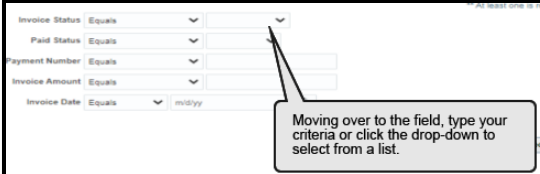 ** At least one is r
Invoice Status Equals
Paid Status Equals
Payment Number Equals
Invoice Amount Equals
Invoice Date Equals m/d/yy
Moving over to the field, type your
criteria or click the drop-down to
select from a list.